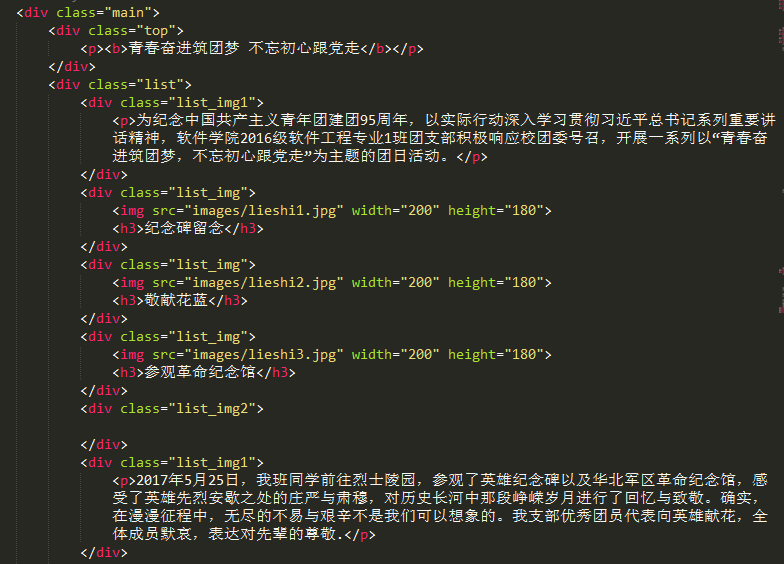 <div class="main">
<div class="top">
<p><b>青春奋进筑团梦 不忘初心跟党走</b></p>
</div>
<div class="list">
<div class="list_img1">
<p>为纪念中国共产主义青年团建团95周年，以实际行动深入学习贯彻习近平总书记系列重要讲
话精神，软件学院2016级软件工程专业1班团支部积极响应校团委号召，开展一系列以“青春奋
进筑团梦，不忘初心跟党走”为主题的团日活动。</p>
</div>
<div class="list_img">
<img src="images/lieshi1.jpg" width="200" height="180">
<h3>纪念碑留念</h3>
</div>
<div class="list_img">
<img src="images/lieshi2.jpg" width="200" height="180">
<h3>敬献花蓝</h3>
</div>
<div class="list_img">
<img src="images/lieshi3.jpg" width="200" height="180">
<h3>参观革命纪念馆</h3>
</div>
<div class="list_img2">
</div>
<div class="list_img1">
<p>2017年5月25日，我班同学前往烈士陵园，参观了英雄纪念碑以及华北军区革命纪念馆，感
受了英雄先烈安歇之处的庄严与肃穆，对历史长河中那段峥嵘岁月进行了回忆与致敬。确实，
在漫漫征程中，无尽的不易与艰辛不是我们可以想象的。我支部优秀团员代表向英雄献花，全
体成员默哀，表达对先辈的尊敬.</p>
</div>